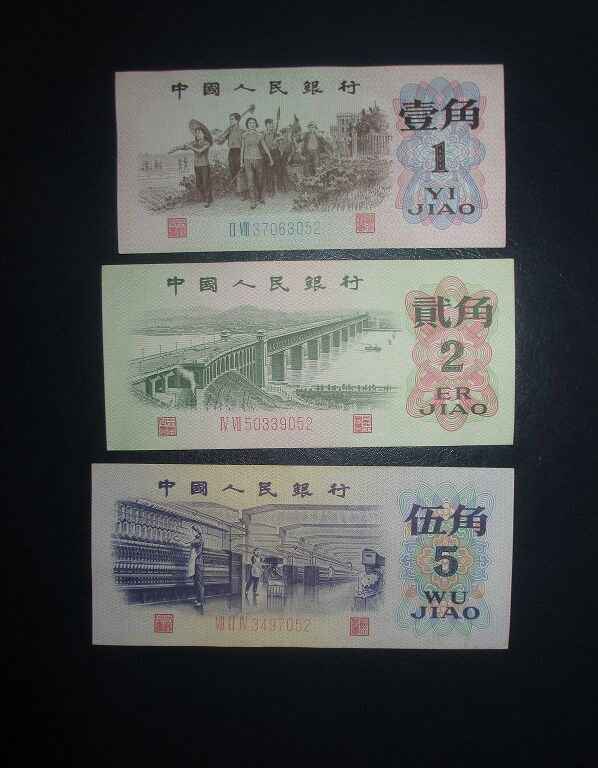 中國人民銀行
壹角
1
YI
JIAO
II VIII 37063052
中國人民銀行
貳角
2
ER
JIAO
IV VII 50339052
中國人民銀行
伍角
5
WU
JIAO
3497052